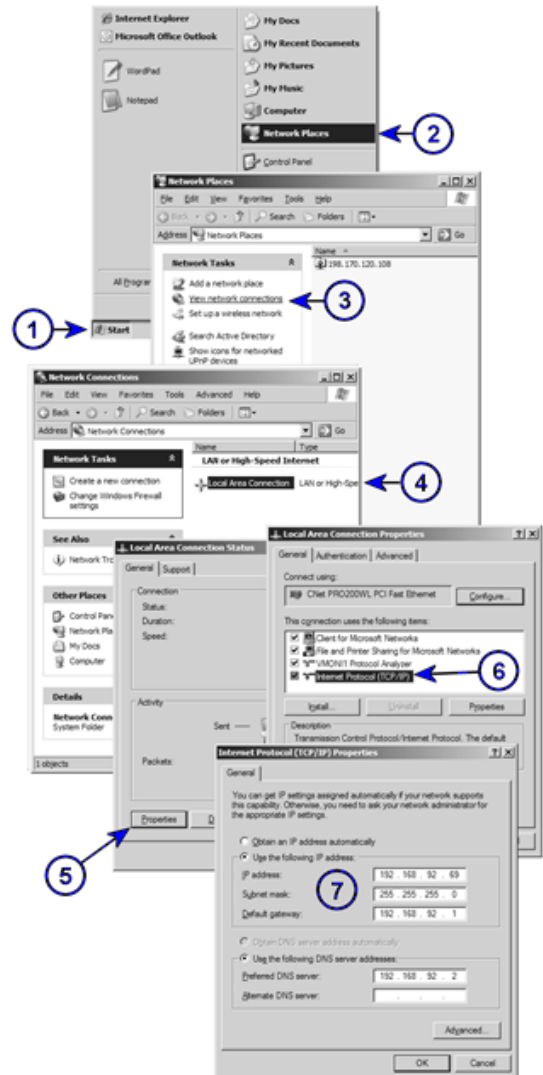 Internet Explorer
Microsoft Office Outlook
WordPad
Notepad
My Docs
My Recent Documents
My Pictures
My Music
Computer
Network Places
Control Panel
2
All Progra
1
Start
Network Places
File Edit View Favorites Tools Help
Back Search Folders
Address Network Places Go
Network Tasks
Add a network place
View network connections
Set up a wireless network
Search Active Directory
Show icons for networked
UPnP devices
Name
198.170.120.108
3
Network Connections
File Edit View Favorites Tools Advanced Help
Back Search Folders
Address Network Connections Go
Network Tasks
Create a new connection
Change Windows Firewall
settings
See Also
Network Tro
Other Places
Control Pan
Network Pla
My Docs
Computer
Details
Network Conn
System Folder
1 objects
Name Type
LAN or High-Speed Internet
Local Area Connection LAN or High-Spe
4
Local Area Connection Status
General Support
Connection
Status:
Duration:
Speed:
Activity
Sent
Packets:
Properties D
5
Local Area Connection Properties
General Authentication Advanced
Connect using:
CNet PRO200WL PCI Fast Ethernet Configure...
This connection uses the following items:
Client for Microsoft Networks
File and Printer Sharing for Microsoft Networks
Internet Protocol (TCP/IP)
6
Install... Uninstall Properties
Description
Transmission Control Protocol/Internet Protocol. The default
Internet Protocol (TCP/IP) Properties
General
You can get IP settings assigned automatically if your network supports
this capability. Otherwise, you need to ask your network administrator for
the appropriate IP settings.
Obtain an IP address automatically
Use the following IP address:
IP address: 192 . 168 . 92 . 69
Subnet mask: 255 . 255 . 255 . 0
Default gateway: 192 . 168 . 92 . 1
7
Obtain DNS server address automatically
Use the following DNS server addresses:
Preferred DNS server: 192 . 168 . 92 . 2
Alternate DNS server: . . .
Advanced...
OK Cancel